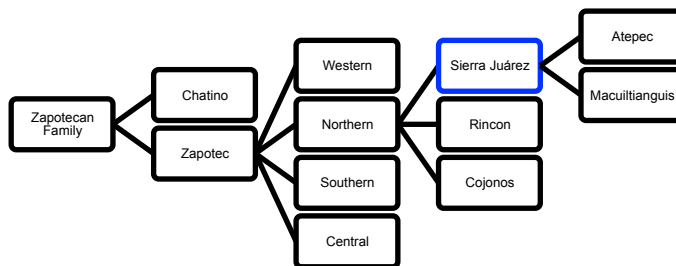 Zapotecan
Family
Chatino
Zapotec
Western
Northern
Southern
Central
Sierra Juárez
Rincon
Cojonos
Atepec
Macuiltianguis